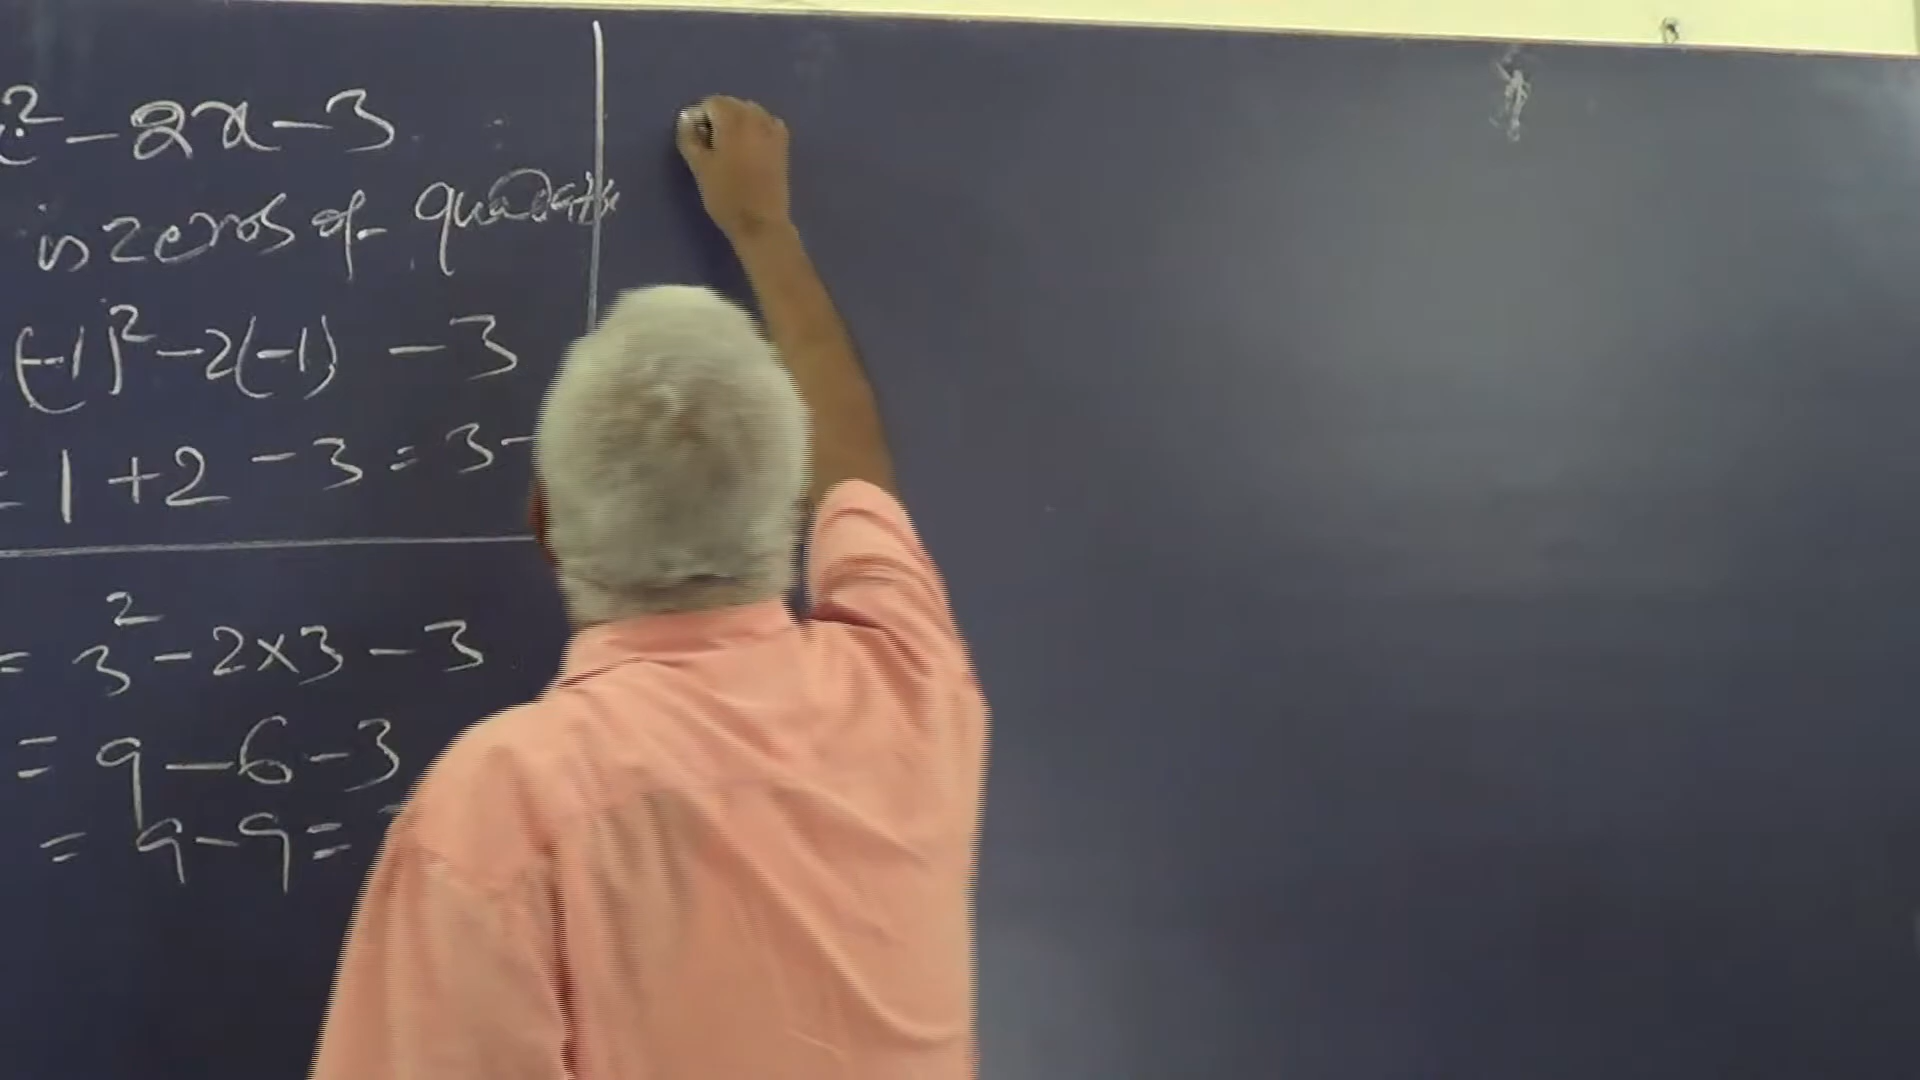 ² - 2x - 3
is zeros of quadratic
(-1)² - 2(-1) - 3
= 1 + 2 - 3 = 3 -
= 3² - 2×3 - 3
= 9 - 6 - 3
= 9 - 9 =